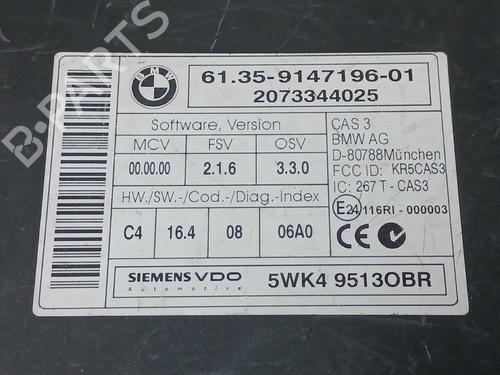 B-PARTS
BMW
61.35-9147196-01
2073344025
Software, Version
MCV FSV OSV
00.00.00 2.1.6 3.3.0
HW./SW.-/Cod.-/Diag.-Index
C4 16.4 08 06A0
CAS 3
BMW AG
D-80788München
FCC ID: KR5CAS3
IC: 267T - CAS3
E24 116RI - 000003
CE
SIEMENS VDO
Automotive
5WK4 9513OBR